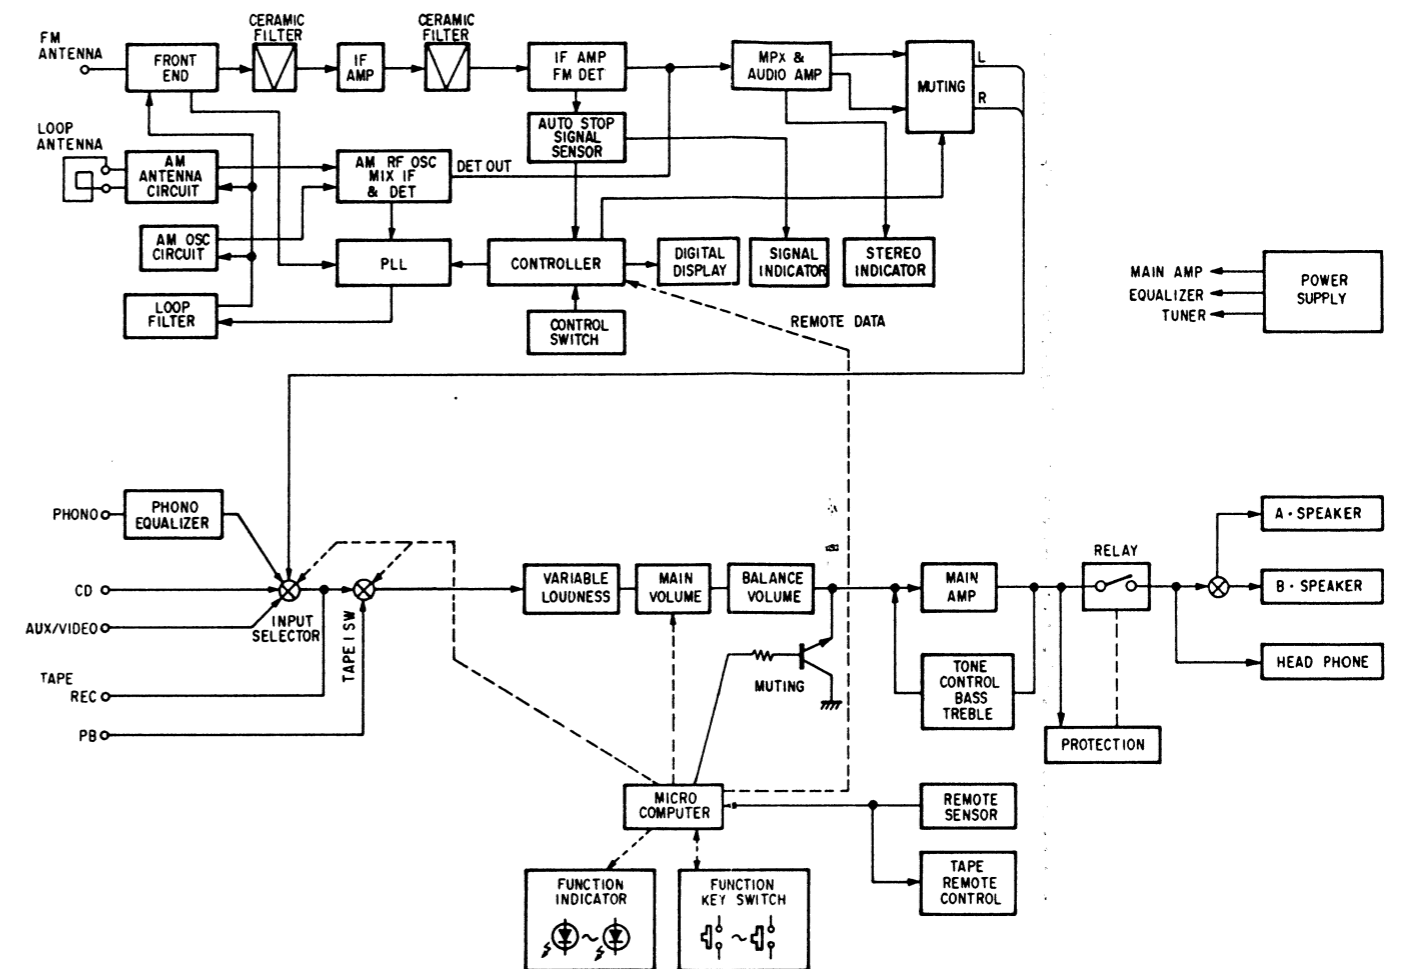 FM
ANTENNA
FRONT
END
CERAMIC
FILTER
IF
AMP
CERAMIC
FILTER
IF AMP
FM DET
MPX &
AUDIO AMP
MUTING
L
R
LOOP
ANTENNA
AM
ANTENNA
CIRCUIT
AM RF OSC
MIX IF
& DET
DET OUT
AUTO STOP
SIGNAL
SENSOR
AM OSC
CIRCUIT
PLL
CONTROLLER
DIGITAL
DISPLAY
SIGNAL
INDICATOR
STEREO
INDICATOR
LOOP
FILTER
CONTROL
SWITCH
REMOTE DATA
MAIN AMP
EQUALIZER
TUNER
POWER
SUPPLY
PHONO
PHONO
EQUALIZER
CD
AUX/VIDEO
INPUT
SELECTOR
TAPE 1 SW
TAPE
REC
PB
VARIABLE
LOUDNESS
MAIN
VOLUME
BALANCE
VOLUME
MUTING
MAIN
AMP
TONE
CONTROL
BASS
TREBLE
RELAY
PROTECTION
A · SPEAKER
B · SPEAKER
HEAD PHONE
MICRO
COMPUTER
REMOTE
SENSOR
TAPE
REMOTE
CONTROL
FUNCTION
INDICATOR
~
FUNCTION
KEY SWITCH
~